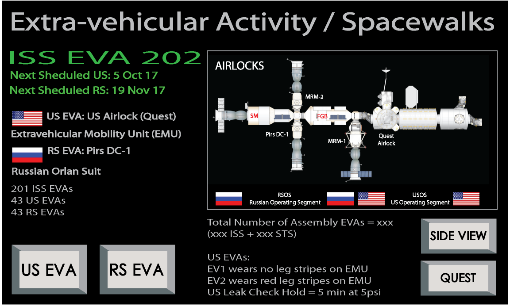 Extra-vehicular Activity / Spacewalks
ISS EVA 202
Next Sheduled US: 5 Oct 17
Next Sheduled RS: 19 Nov 17
US EVA: US Airlock (Quest)
Extravehicular Mobility Unit (EMU)
RS EVA: Pirs DC-1
Russian Orlan Suit
201 ISS EVAs
43 US EVAs
43 RS EVAs
US EVA
RS EVA
AIRLOCKS
MRM-2
SM
FGB
Pirs DC-1
MRM-1
Quest
Airlock
RSOS
Russian Operating Segment
USOS
US Operating Segment
Total Number of Assembly EVAs = xxx
(xxx ISS + xxx STS)
US EVAs:
EV1 wears no leg stripes on EMU
EV2 wears red leg stripes on EMU
US Leak Check Hold = 5 min at 5psi
SIDE VIEW
QUEST